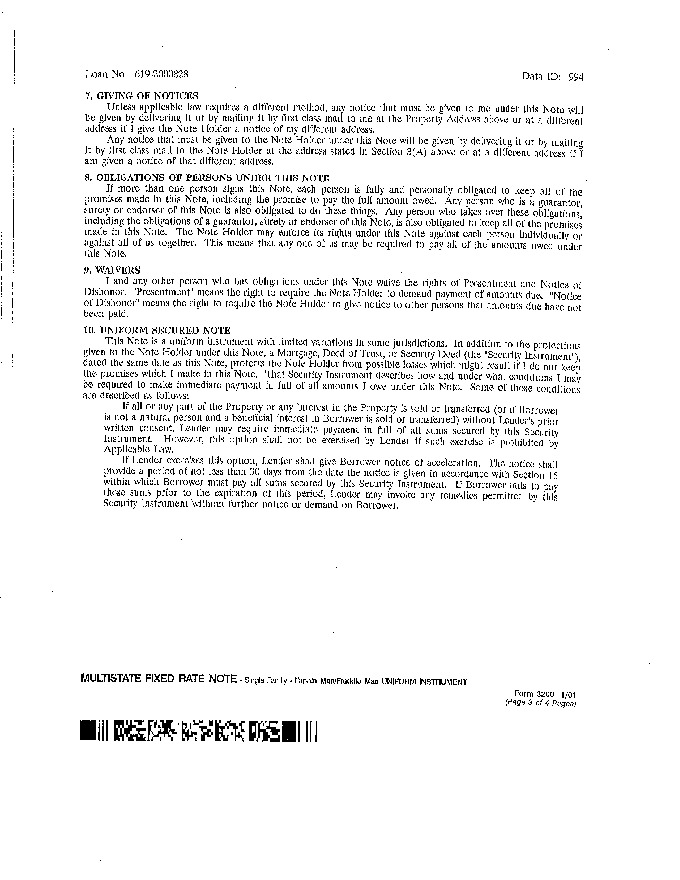 Loan No
Data ID: 994
7. GIVING OF NOTICES
Unless applicable law requires a different method, any notice that must be given to me under this Note will
be given by delivering it or by mailing it by first class mail to me at the Property Address above or at a different
address if I give the Note Holder a notice of my different address.
Any notice that must be given to the Note Holder under this Note will be given by delivering it or by mailing
it by first class mail to the Note Holder at the address stated in Section 3(A) above or at a different address if I
am given a notice of that different address.
8. OBLIGATIONS OF PERSONS UNDER THIS NOTE
If more than one person signs this Note, each person is fully and personally obligated to keep all of the
promises made in this Note, including the promise to pay the full amount owed. Any person who is a guarantor,
surety or endorser of this Note is also obligated to do these things. Any person who takes over these obligations,
including the obligations of a guarantor, surety or endorser of this Note, is also obligated to keep all of the promises
made in this Note. The Note Holder may enforce its rights under this Note against each person individually or
against all of us together. This means that any one of us may be required to pay all of the amounts owed under
this Note.
9. WAIVERS
I and any other person who has obligations under this Note waive the rights of Presentment and Notice of
Dishonor. "Presentment" means the right to require the Note Holder to demand payment of amounts due. "Notice
of Dishonor" means the right to require the Note Holder to give notice to other persons that amounts due have not
been paid.
10. UNIFORM SECURED NOTE
This Note is a uniform instrument with limited variations in some jurisdictions. In addition to the protections
given to the Note Holder under this Note, a Mortgage, Deed of Trust, or Security Deed (the "Security Instrument"),
dated the same date as this Note, protects the Note Holder from possible losses which might result if I do not keep
the promises which I make in this Note. That Security Instrument describes how and under what conditions I may
be required to make immediate payment in full of all amounts I owe under this Note. Some of those conditions
are described as follows:
If all or any part of the Property or any Interest in the Property is sold or transferred (or if Borrower
is not a natural person and a beneficial interest in Borrower is sold or transferred) without Lender's prior
written consent, Lender may require immediate payment in full of all sums secured by this Security
Instrument. However, this option shall not be exercised by Lender if such exercise is prohibited by
Applicable Law.
If Lender exercises this option, Lender shall give Borrower notice of acceleration. The notice shall
provide a period of not less than 30 days from the date the notice is given in accordance with Section 15
within which Borrower must pay all sums secured by this Security Instrument. If Borrower fails to pay
these sums prior to the expiration of this period, Lender may invoke any remedies permitted by this
Security Instrument without further notice or demand on Borrower.
MULTISTATE FIXED RATE NOTE - Single Family - Fannie Mae/Freddie Mac UNIFORM INSTRUMENT
Form 3200 1/01
(Page 3 of 4 Pages)